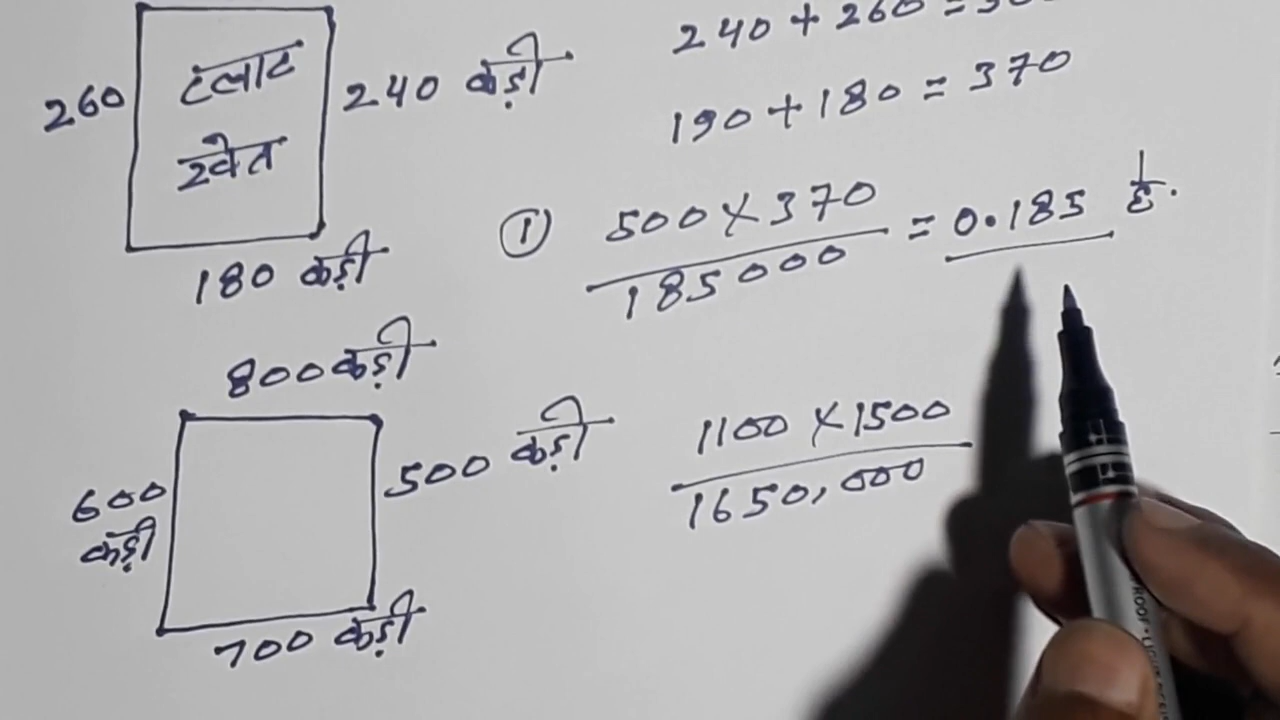 260
प्लाट
खेत
240 कड़ी
180 कड़ी
240 + 260 =
190 + 180 = 370
① 500 X 370 = 0.185
185000
800 कड़ी
600
कड़ी
500 कड़ी
700 कड़ी
1100 X 1500
1650,000